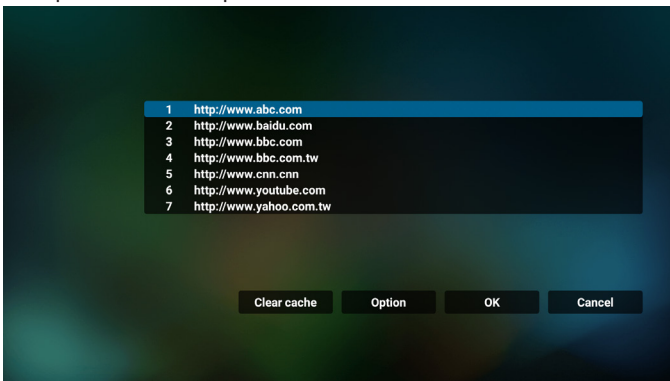 1 http://www.abc.com
2 http://www.baidu.com
3 http://www.bbc.com
4 http://www.bbc.com.tw
5 http://www.cnn.cnn
6 http://www.youtube.com
7 http://www.yahoo.com.tw
Clear cache Option OK Cancel